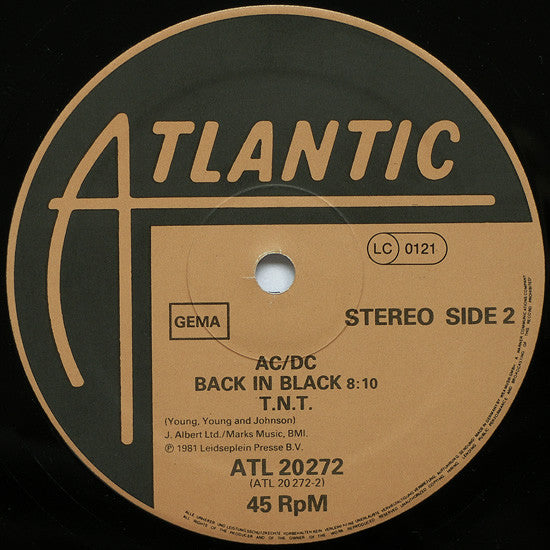 ATLANTIC
LC 0121
GEMA
STEREO SIDE 2
AC/DC
BACK IN BLACK 8:10
T.N.T.
(Young, Young and Johnson)
J. Albert Ltd./Marks Music, BMI.
℗ 1981 Leidseplein Presse B.V.
ATL 20272
(ATL 20 272-2)
45 RpM